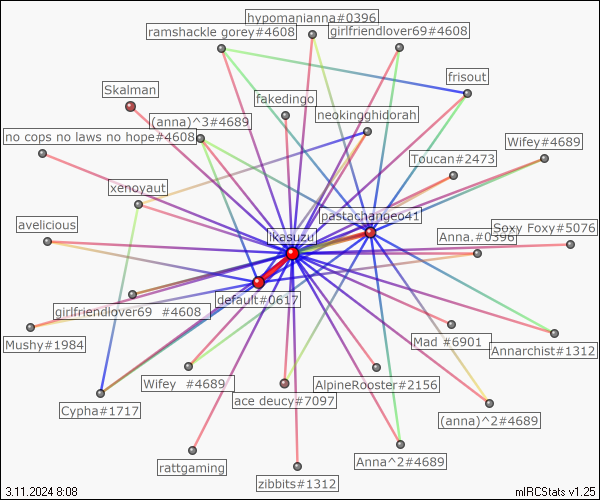 hypomanianna#0396
ramshackle gorey#4608
girlfriendlover69#4608
frisout
Skalman
fakedingo
neokingghidorah
(anna)^3#4689
no cops no laws no hope#4608
Wifey#4689
Toucan#2473
xenoyaut
pastachangeo41
avelicious
ikasuzu
Anna.#0396
Soxy Foxy#5076
default#0617
girlfriendlover69 #4608
Mushy#1984
Mad #6901
Annarchist#1312
Wifey #4689
AlpineRooster#2156
Cypha#1717
ace deucy#7097
(anna)^2#4689
Anna^2#4689
rattgaming
zibbits#1312
3.11.2024 8:08
mIRCStats v1.25